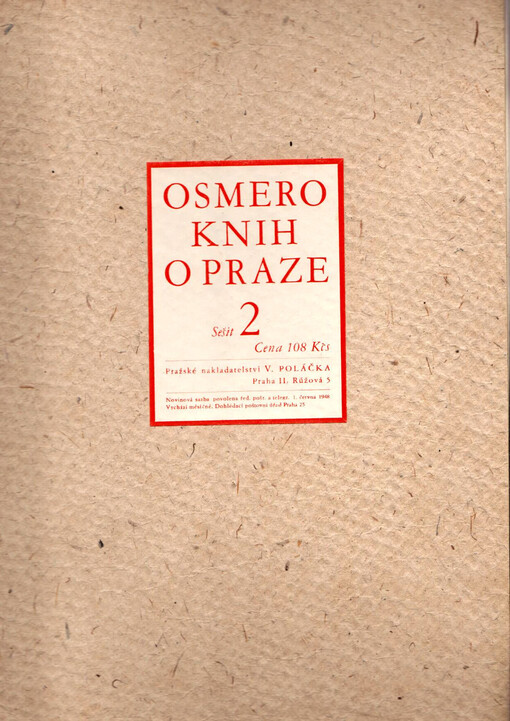 OSMERO
KNIH
O PRAZE
Sešit 2
Cena 108 Kčs
Pražské nakladatelství V. POLÁČKA
Praha II. Růžová 5
Novinová sazba povolena řed. pošt. a telegr. 1. června 1948
Vychází měsíčně. Dohlédací poštovní úřad Praha 25